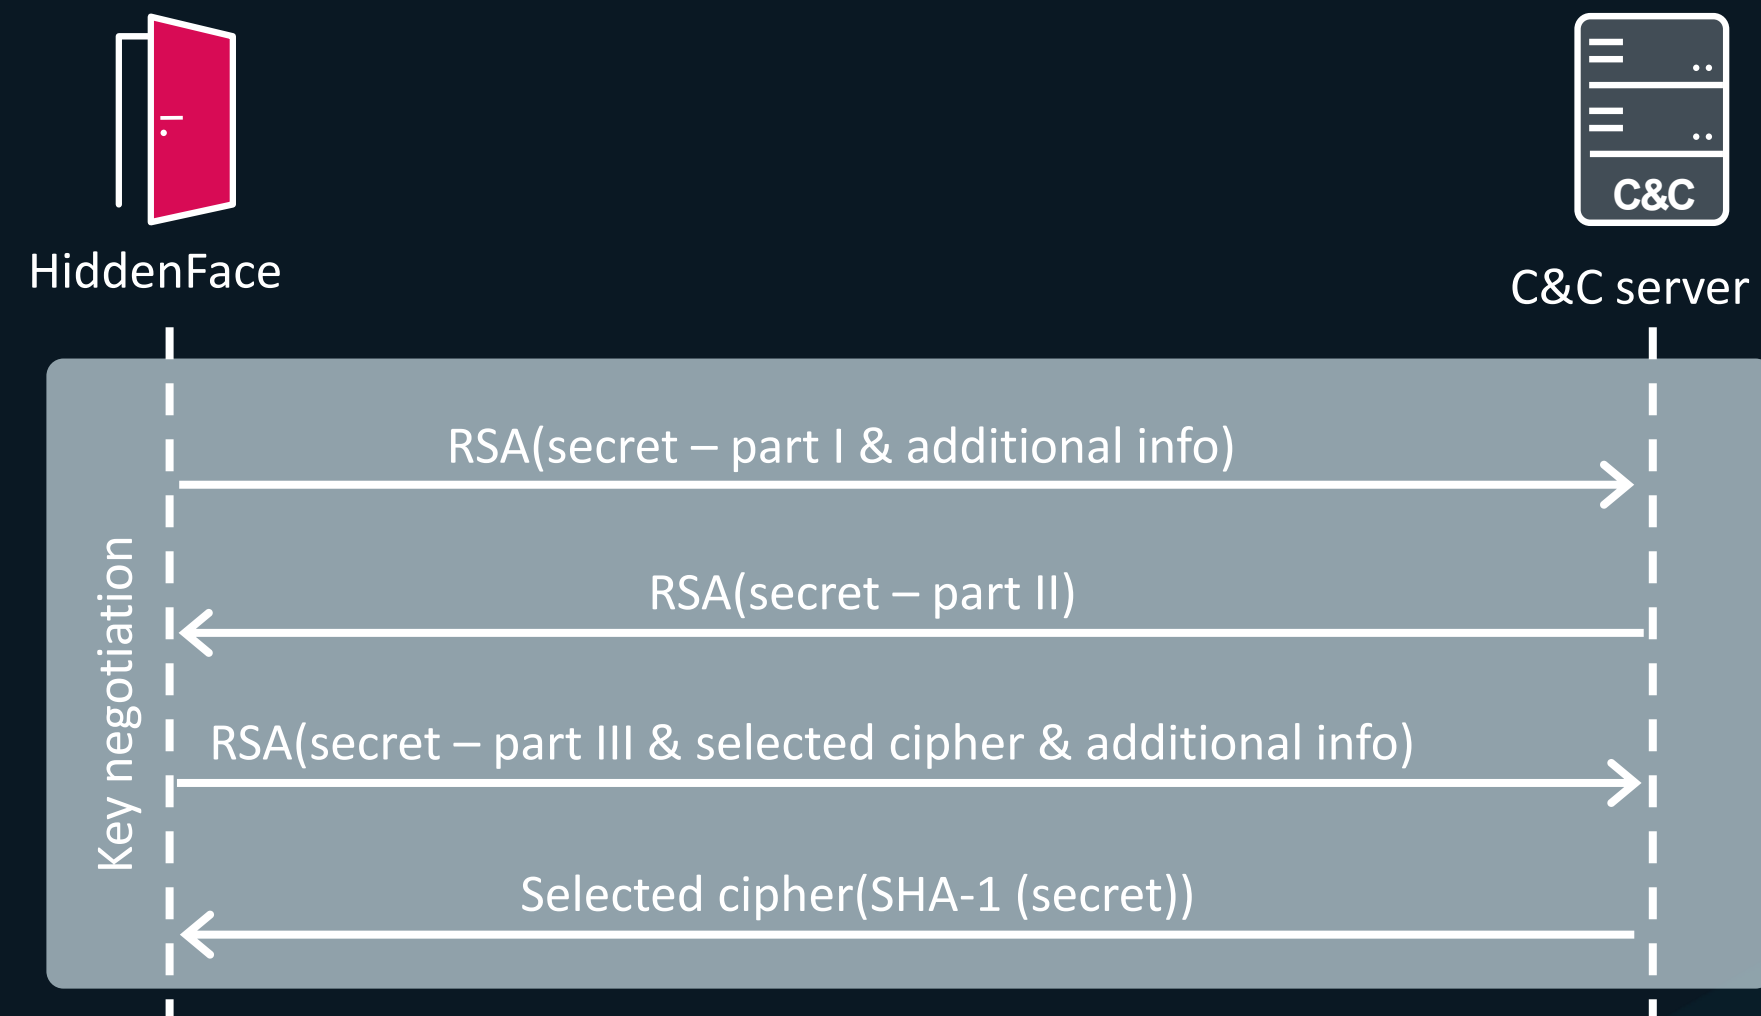 C&C
HiddenFace
C&C server
RSA(secret – part I & additional info)
RSA(secret – part II)
Key negotiation
RSA(secret – part III & selected cipher & additional info)
Selected cipher(SHA-1 (secret))